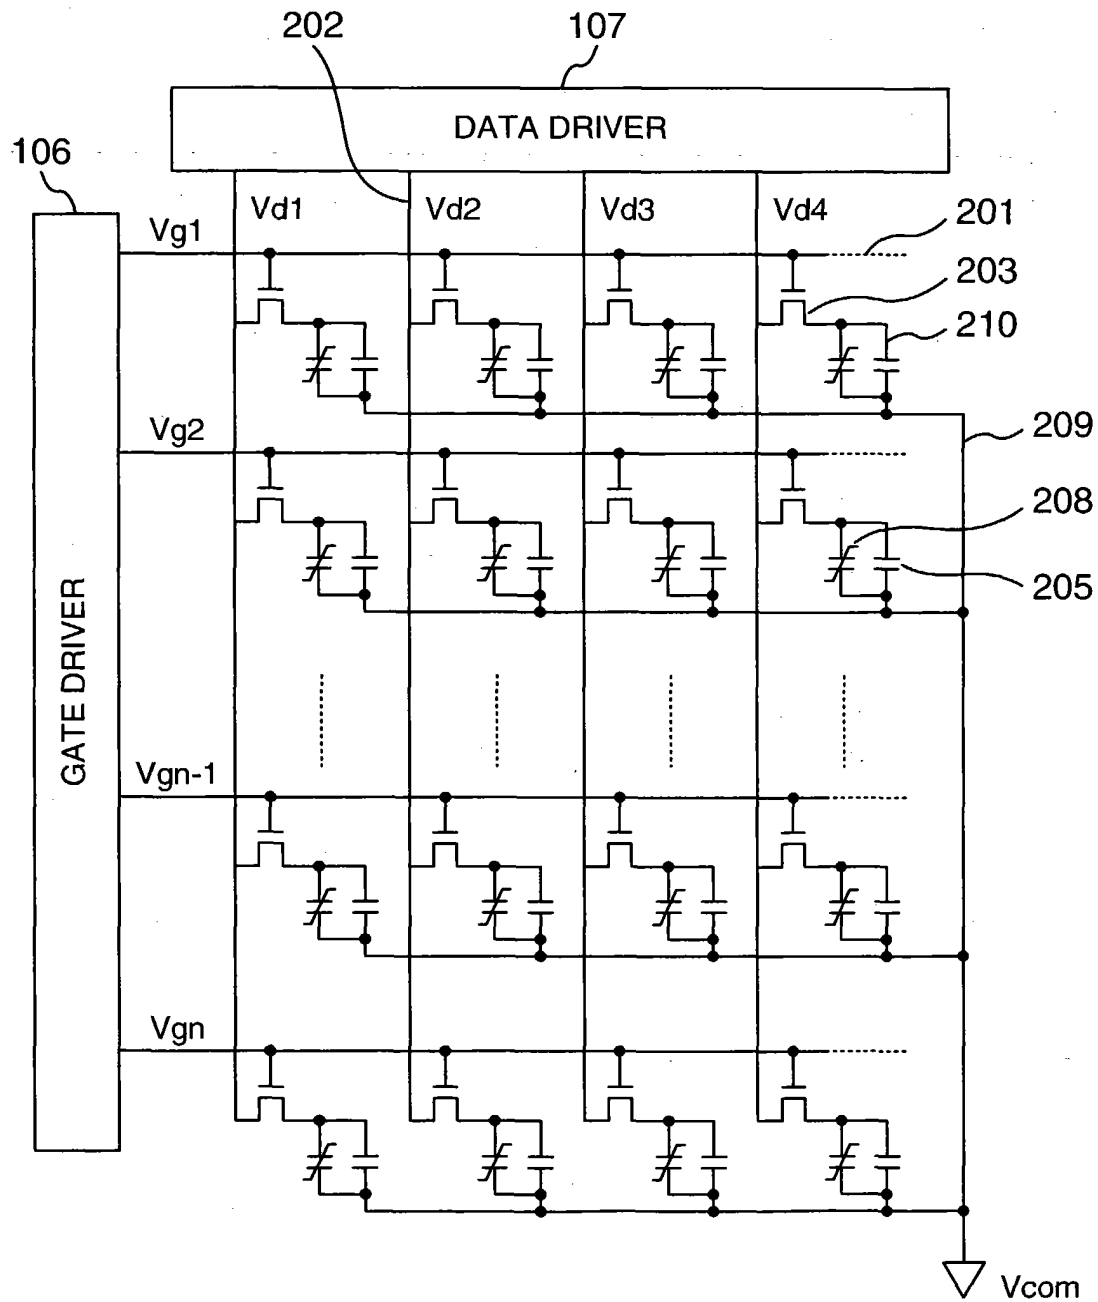 202
107
DATA DRIVER
106
Vd1
Vd2
Vd3
Vd4
201
Vg1
203
210
Vg2
209
208
205
GATE DRIVER
Vgn-1
Vgn
Vcom